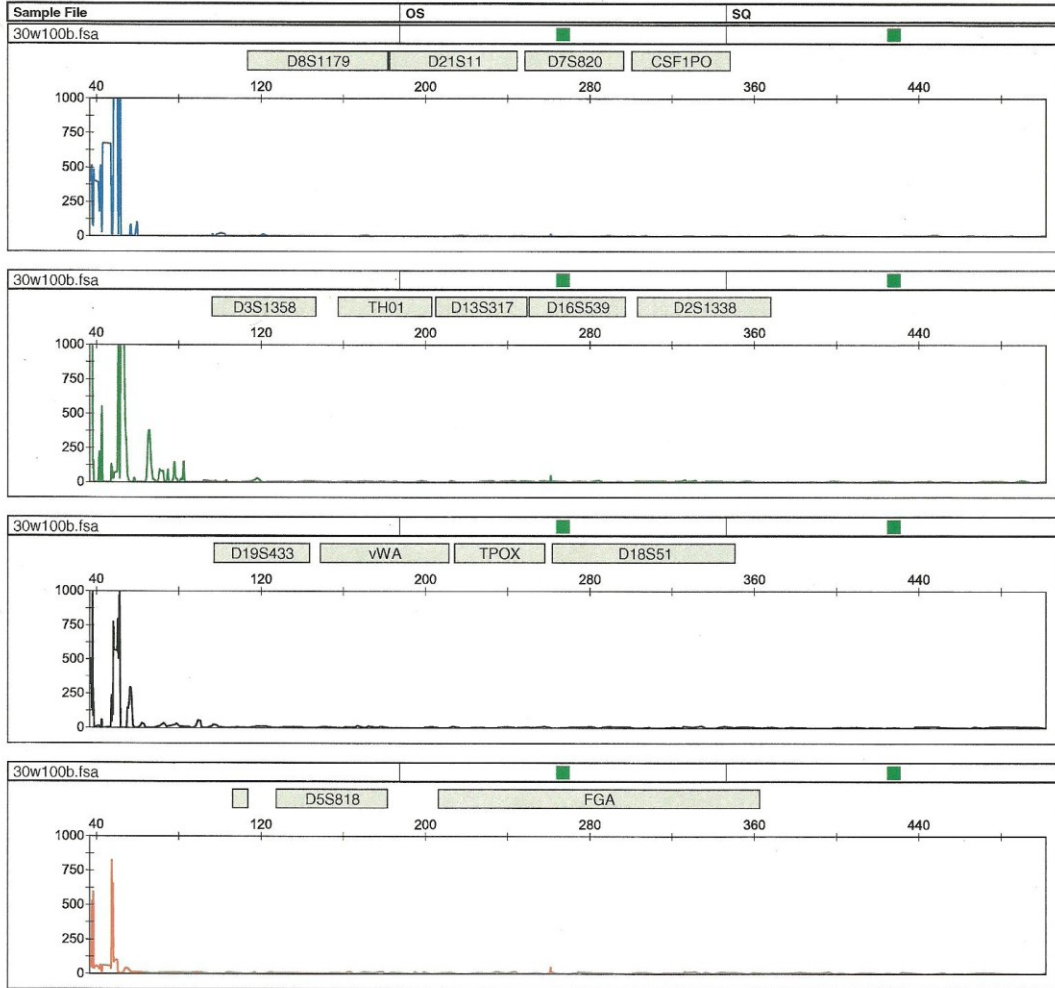 Sample File OS SQ
30w100b.fsa
D8S1179 D21S11 D7S820 CSF1PO
40 120 200 280 360 440
1000
750
500
250
0
30w100b.fsa
D3S1358 TH01 D13S317 D16S539 D2S1338
40 120 200 280 360 440
1000
750
500
250
0
30w100b.fsa
D19S433 vWA TPOX D18S51
40 120 200 280 360 440
1000
750
500
250
0
30w100b.fsa
D5S818 FGA
40 120 200 280 360 440
1000
750
500
250
0